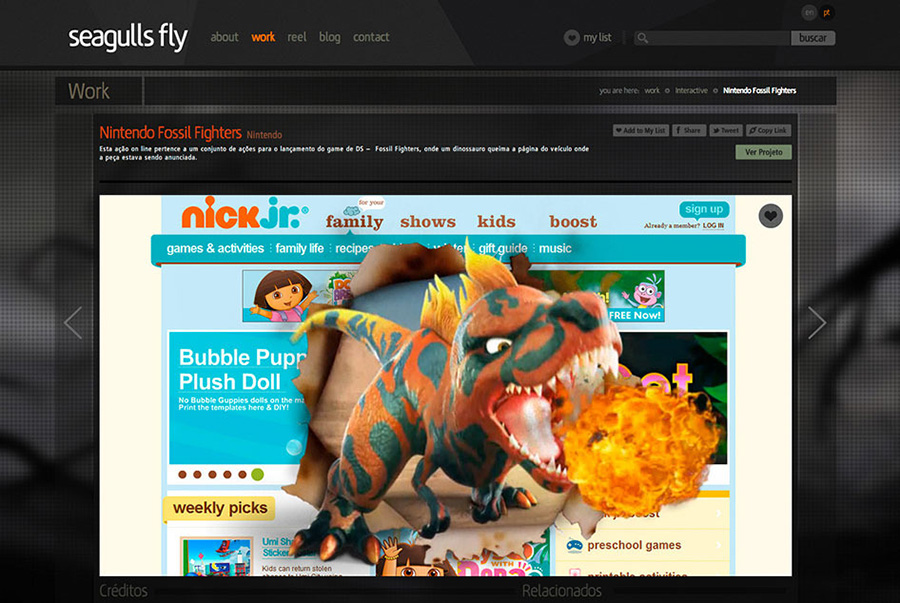 en pt
seagulls fly about work reel blog contact my list buscar
Work you are here: work interactive Nintendo Fossil Fighters
Nintendo Fossil Fighters Nintendo
Add to My List Share Tweet Copy Link
Esta ação on line pertence a um conjunto de ações para o lançamento do game de DS – Fossil Fighters, onde um dinossauro queima a página do veículo onde
a peça estava sendo anunciada.
Ver Projeto
nick jr.® for your family shows kids boost
sign up
Already a member? LOG IN
games & activities family life recipes gift guide music
FREE Now!
Bubble Pupp
Plush Doll
No Bubble Guppies dolls on the ma
Print the templates here & DIY!
weekly picks
Umi Sh
Sticker
Kids can return stolen
WITH
preschool games
printable activities
Créditos Relacionados